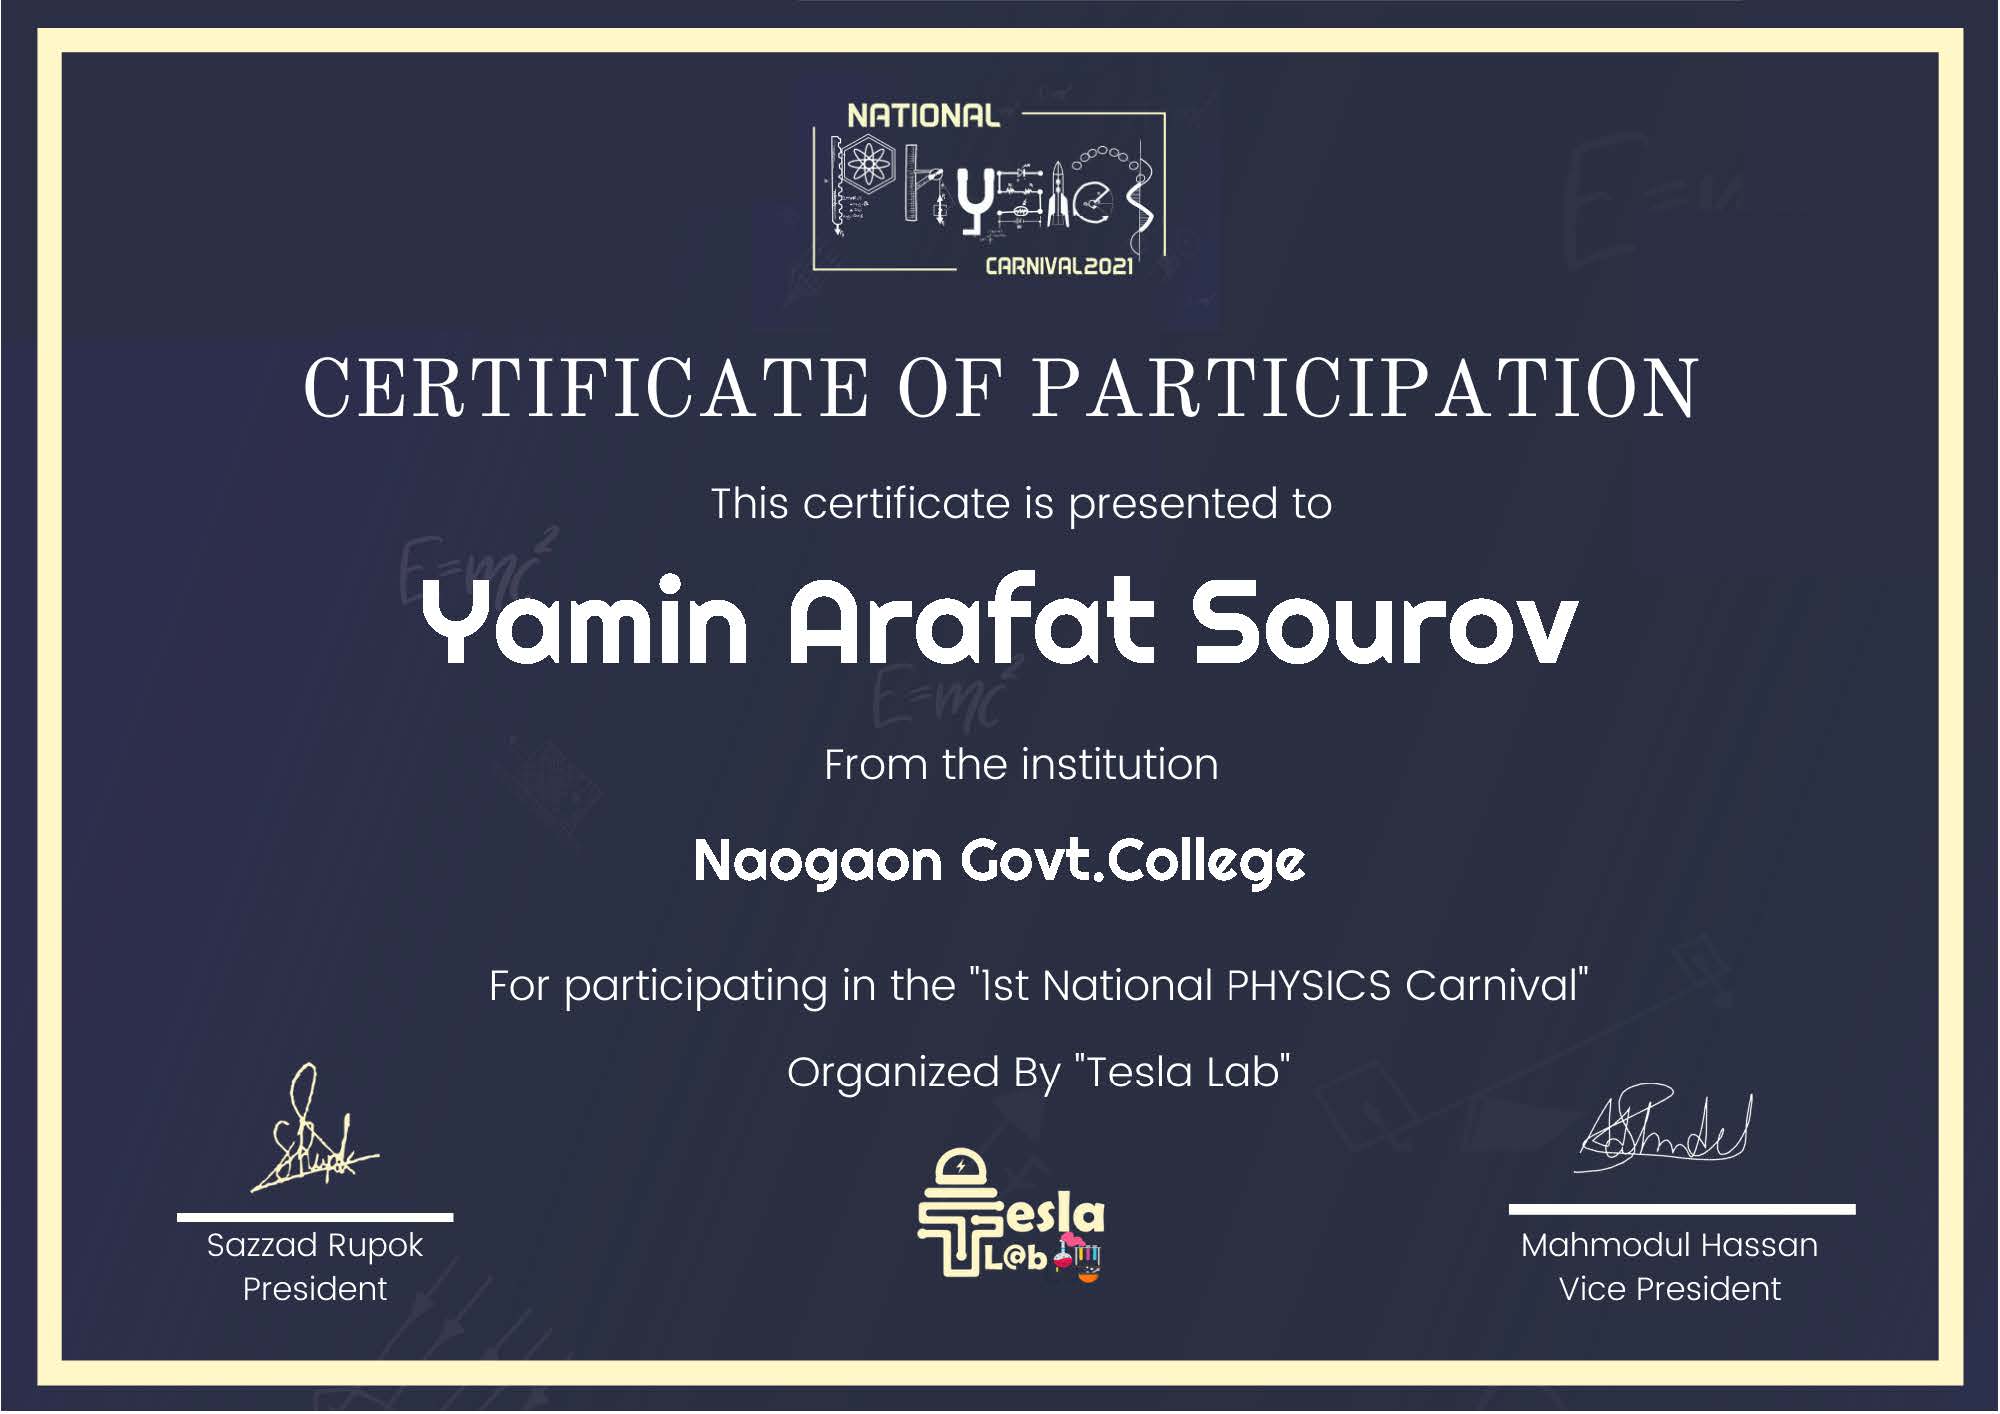 NATIONAL
PHYSICS
CARNIVAL2021
CERTIFICATE OF PARTICIPATION
This certificate is presented to
E=mc²
Yamin Arafat Sourov
E=mc²
From the institution
Naogaon Govt.College
For participating in the "1st National PHYSICS Carnival"
Organized By "Tesla Lab"
Tesla
L@b
Sazzad Rupok
President
Mahmodul Hassan
Vice President